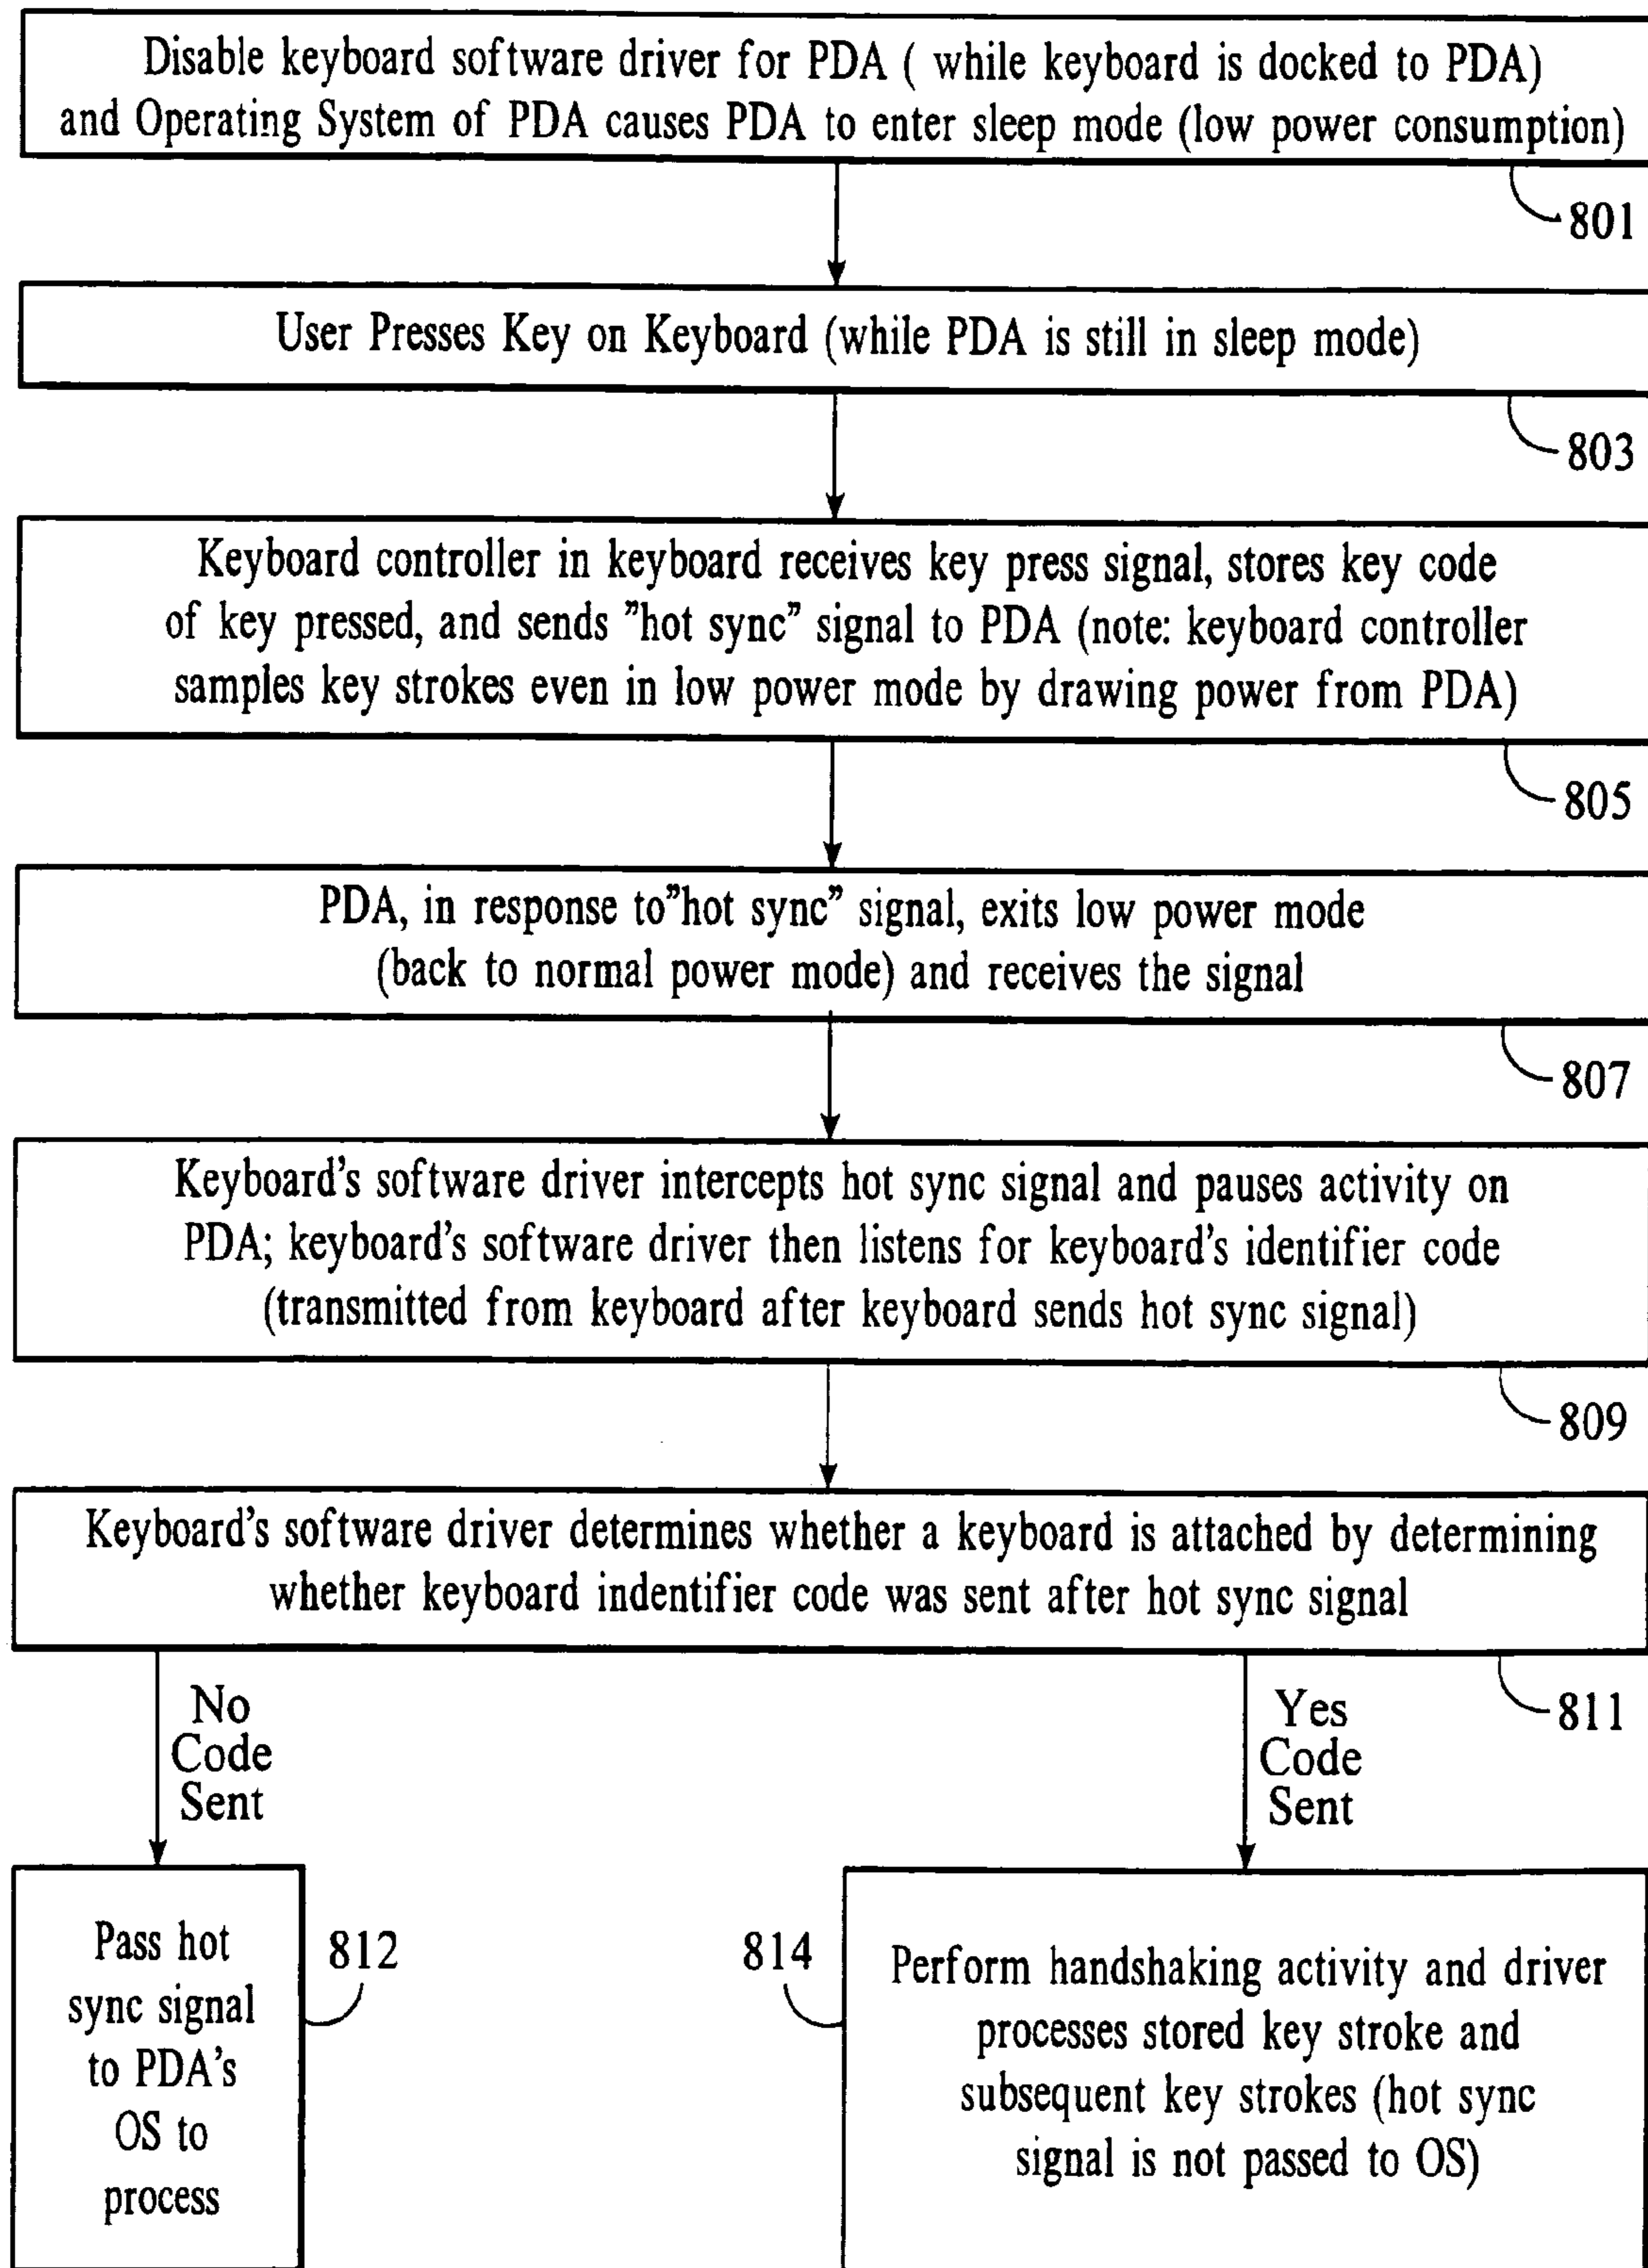 Disable keyboard software driver for PDA ( while keyboard is docked to PDA)
and Operating System of PDA causes PDA to enter sleep mode (low power consumption)
801
User Presses Key on Keyboard (while PDA is still in sleep mode)
803
Keyboard controller in keyboard receives key press signal, stores key code
of key pressed, and sends ”hot sync” signal to PDA (note: keyboard controller
samples key strokes even in low power mode by drawing power from PDA)
805
PDA, in response to”hot sync” signal, exits low power mode
(back to normal power mode) and receives the signal
807
Keyboard’s software driver intercepts hot sync signal and pauses activity on
PDA; keyboard’s software driver then listens for keyboard’s identifier code
(transmitted from keyboard after keyboard sends hot sync signal)
809
Keyboard’s software driver determines whether a keyboard is attached by determining
whether keyboard indentifier code was sent after hot sync signal
811
No
Code
Sent
Yes
Code
Sent
Pass hot
sync signal
to PDA’s
OS to
process
812
814
Perform handshaking activity and driver
processes stored key stroke and
subsequent key strokes (hot sync
signal is not passed to OS)